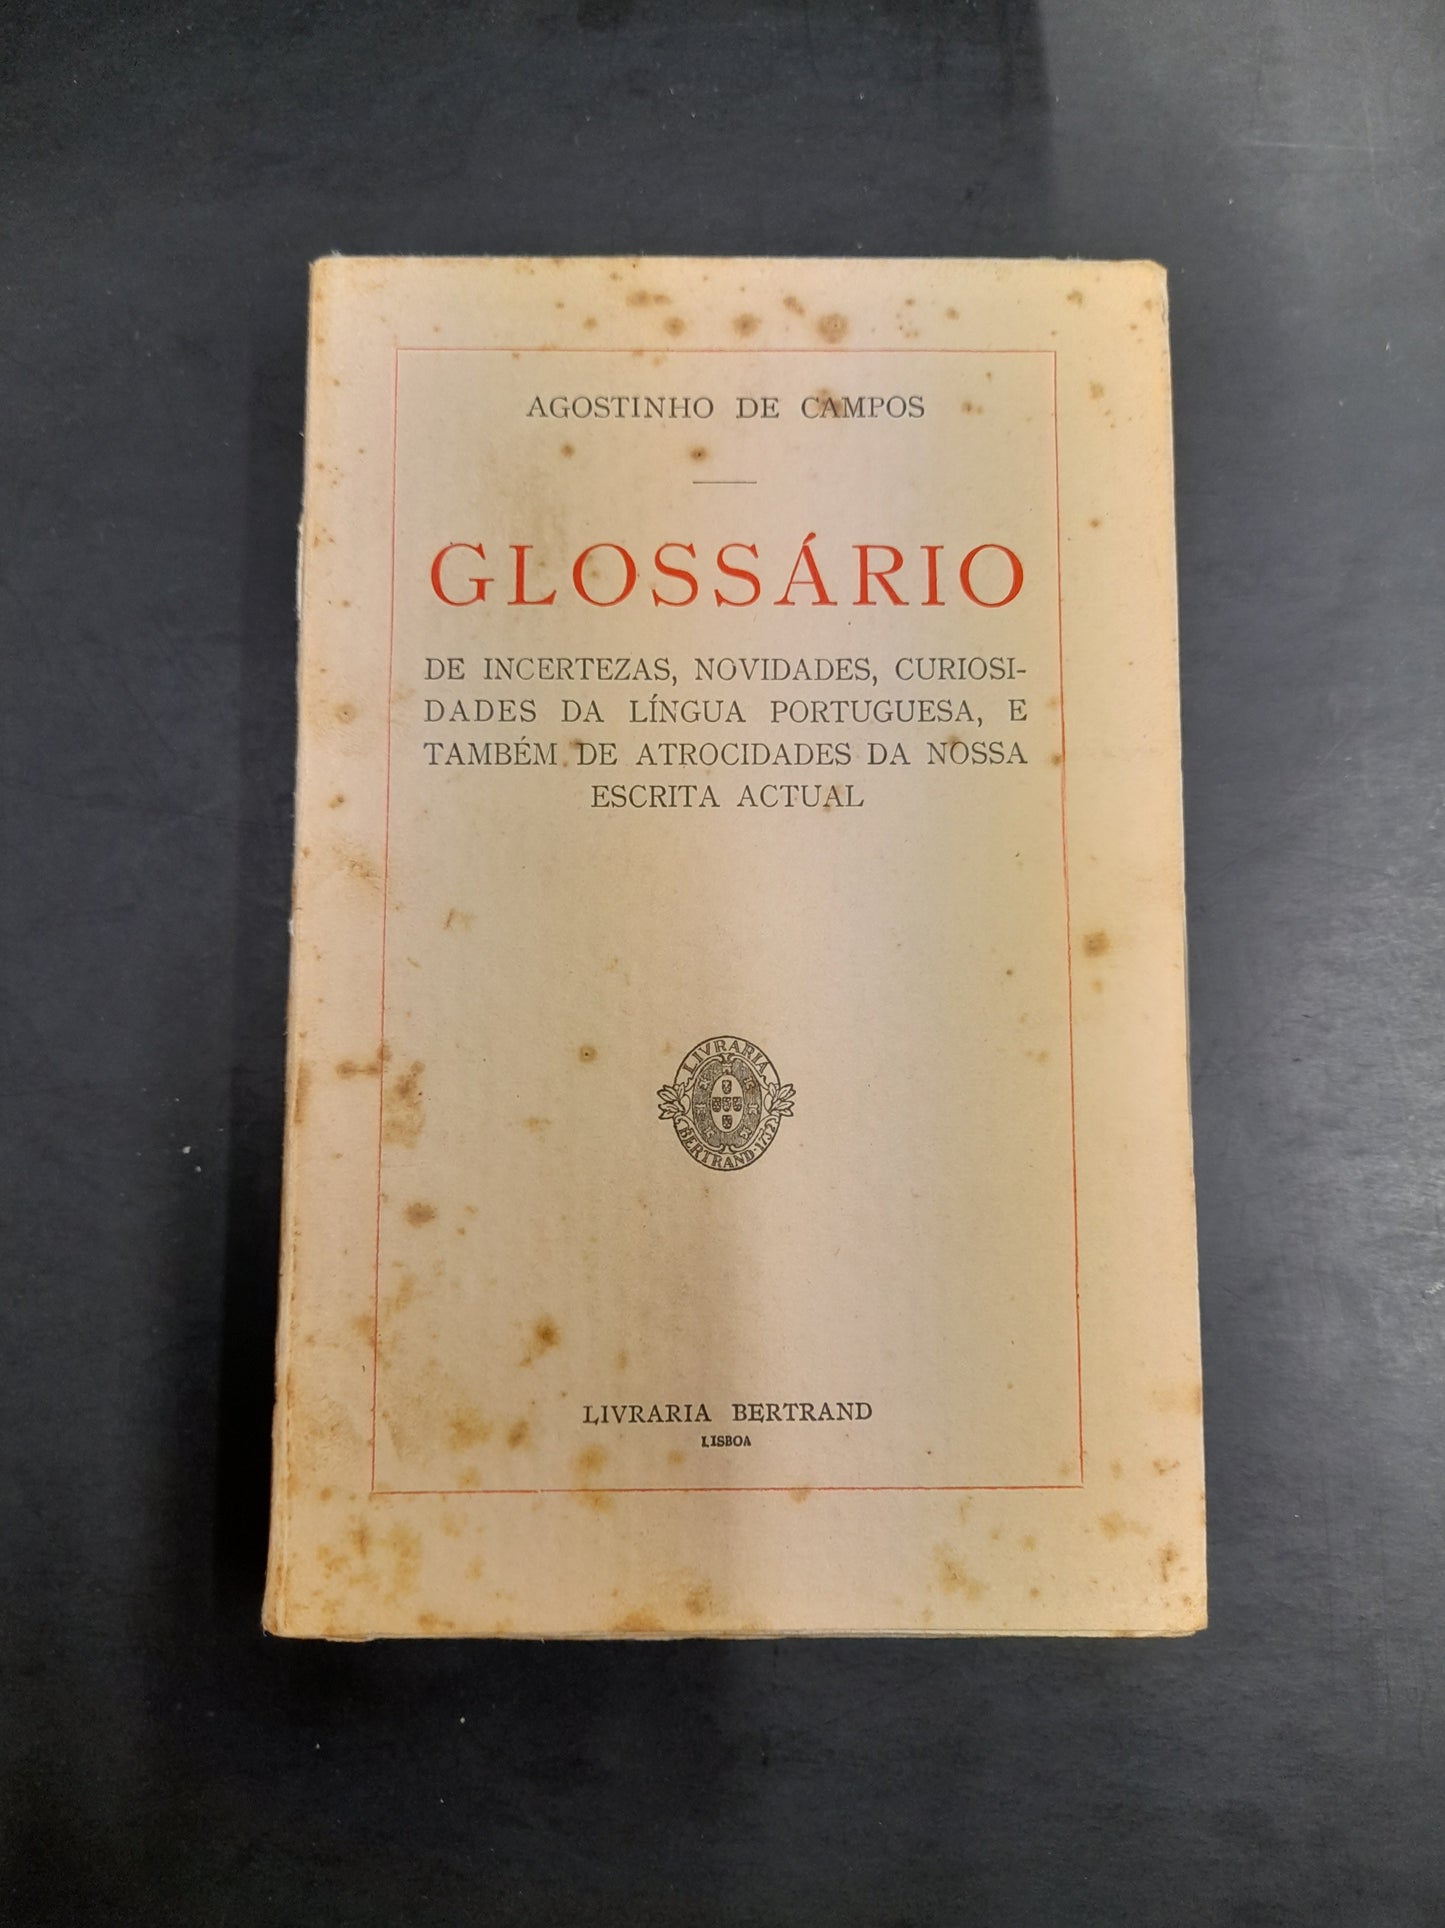 AGOSTINHO DE CAMPOS
GLOSSÁRIO
DE INCERTEZAS, NOVIDADES, CURIOSI-
DADES DA LÍNGUA PORTUGUESA, E
TAMBÉM DE ATROCIDADES DA NOSSA
ESCRITA ACTUAL
LIVRARIA
BERTRAND·1732
LIVRARIA BERTRAND
LISBOA